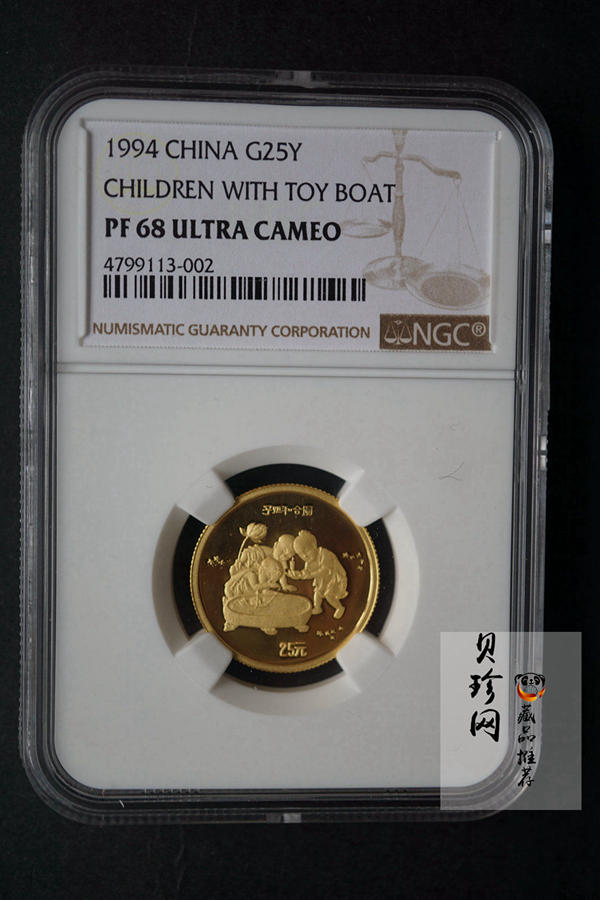 1994 CHINA G25Y
CHILDREN WITH TOY BOAT
PF 68 ULTRA CAMEO
4799113-002
NUMISMATIC GUARANTY CORPORATION
NGC®
25元
贝珍网
藏品推荐